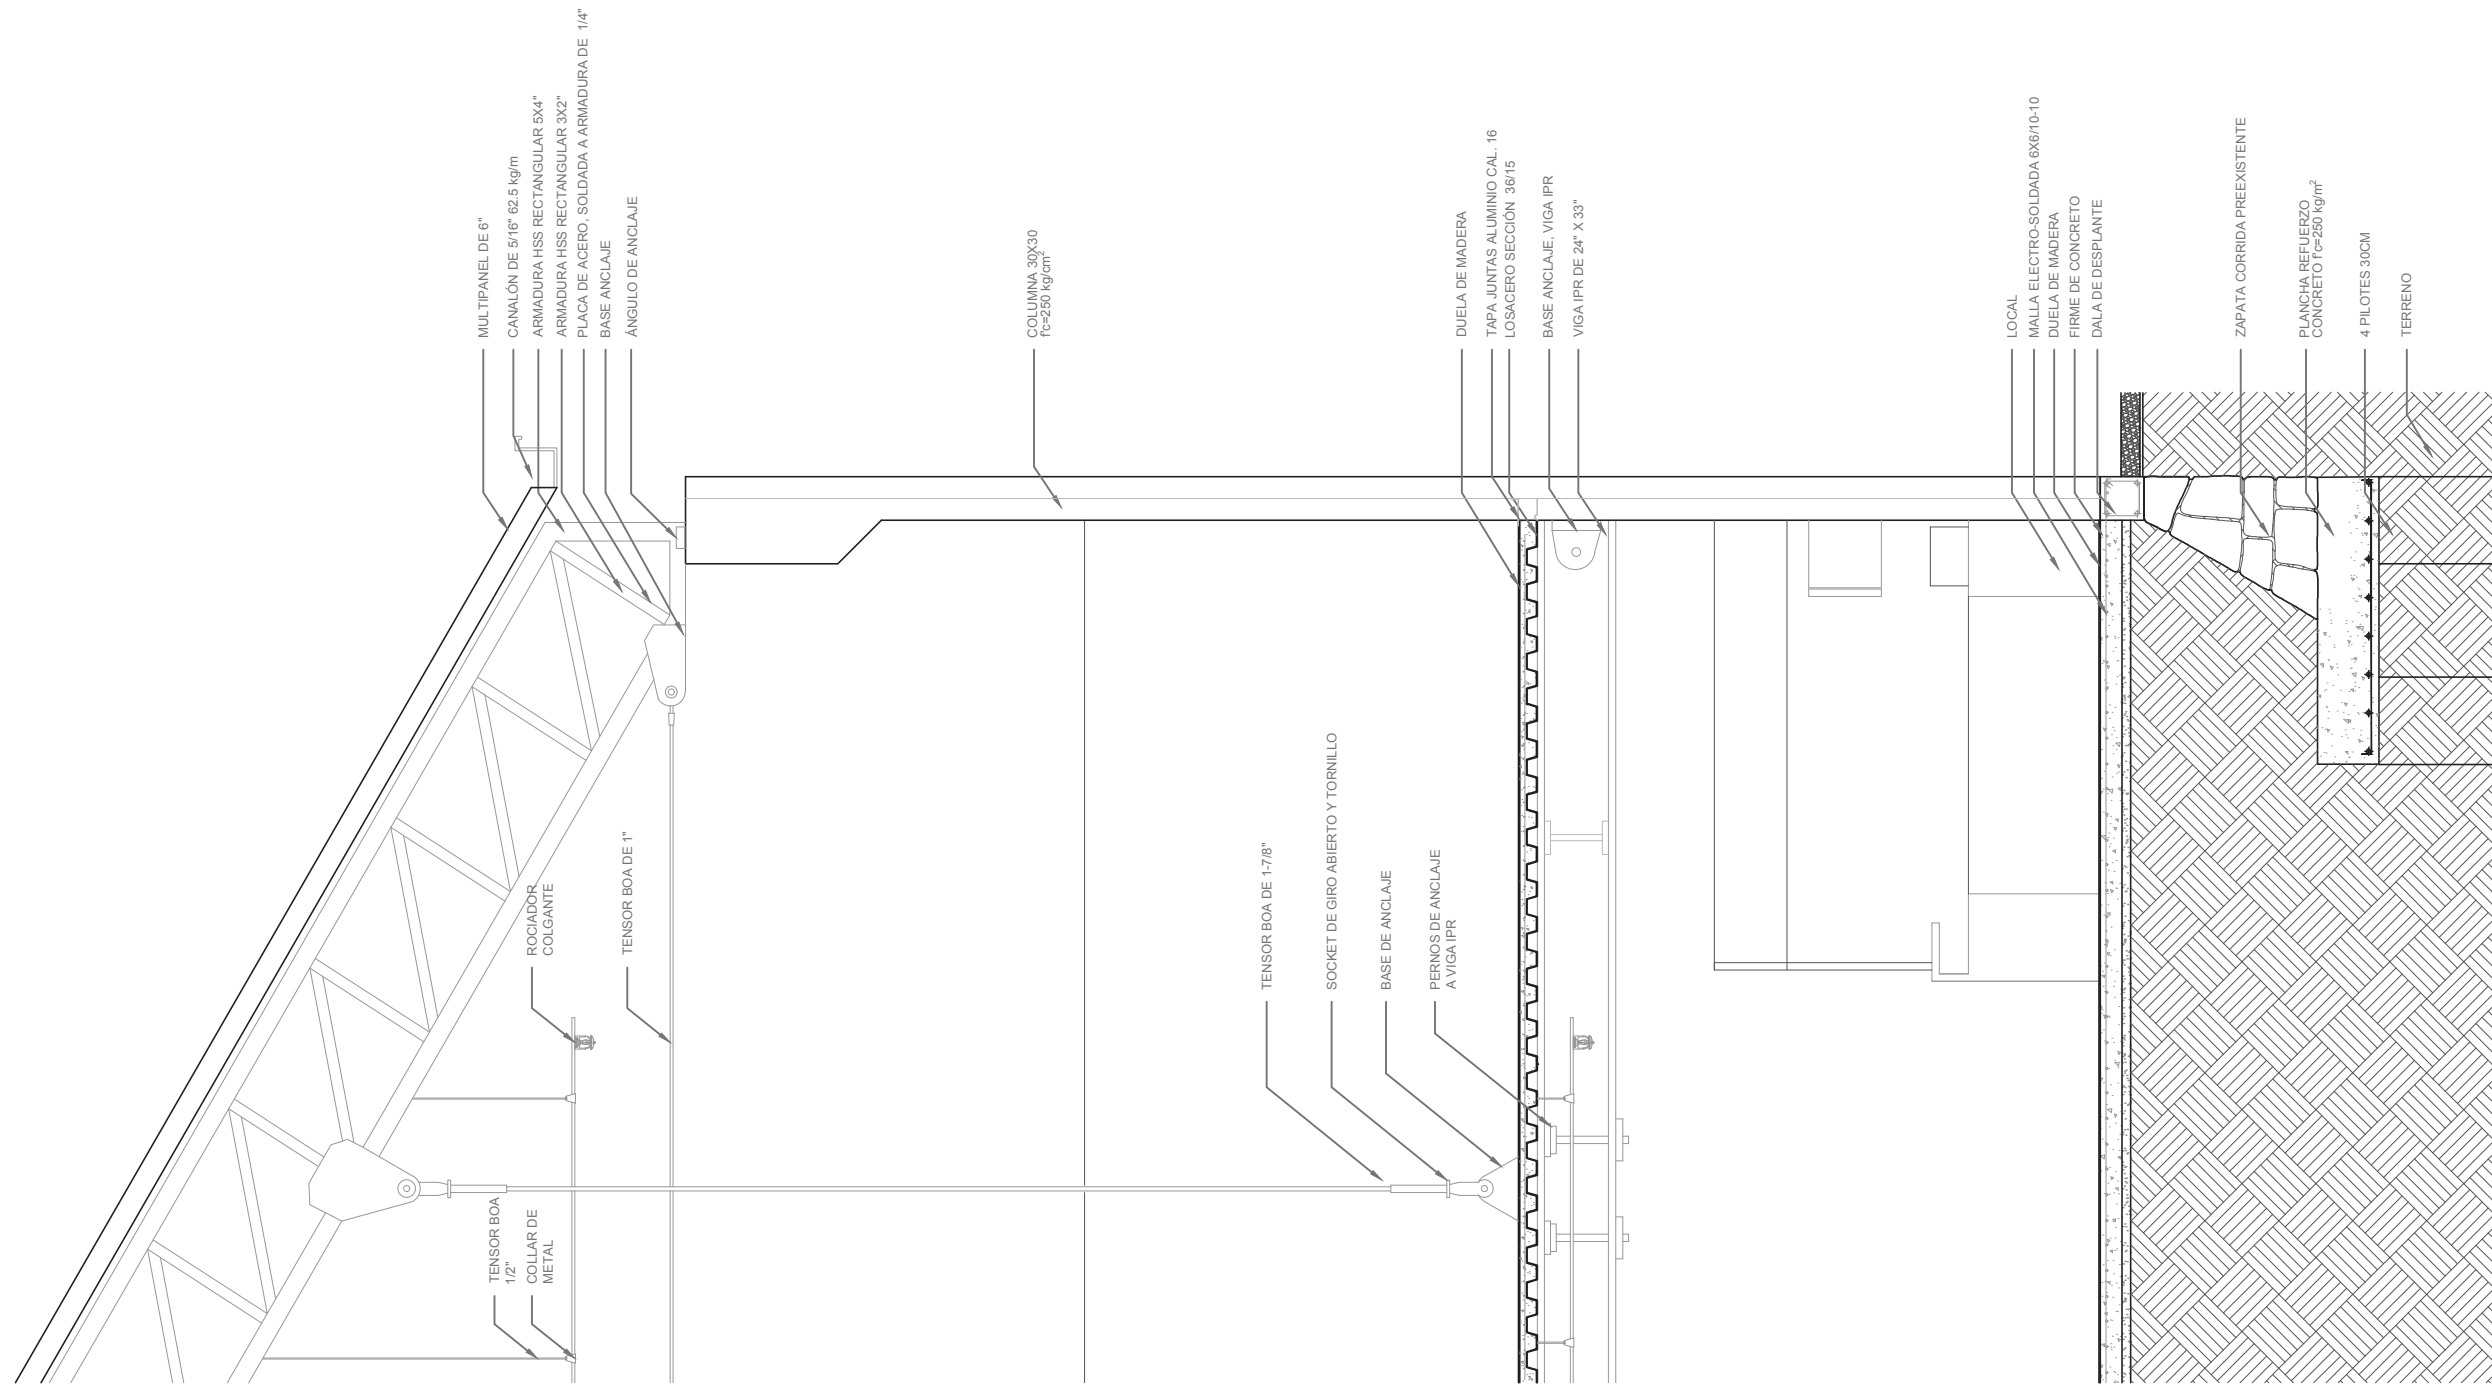 MULTIPANEL DE 6"
CANALÓN DE 5/16" 62.5 kg/m
ARMADURA HSS RECTANGULAR 5X4"
ARMADURA HSS RECTANGULAR 3X2"
PLACA DE ACERO, SOLDADA A ARMADURA DE 1/4"
BASE ANCLAJE
ÁNGULO DE ANCLAJE
COLUMNA 30X30
f'c=250 kg/cm²
DUELA DE MADERA
TAPA JUNTAS ALUMINIO CAL. 16
LOSACERO SECCIÓN 36/15
BASE ANCLAJE, VIGA IPR
VIGA IPR DE 24" X 33"
LOCAL
MALLA ELECTRO-SOLDADA 6X6/10-10
DUELA DE MADERA
FIRME DE CONCRETO
DALA DE DESPLANTE
ZAPATA CORRIDA PREEXISTENTE
PLANCHA REFUERZO
CONCRETO f'c=250 kg/m²
4 PILOTES 30CM
TERRENO
ROCIADOR
COLGANTE
TENSOR BOA DE 1"
TENSOR BOA DE 1-7/8"
SOCKET DE GIRO ABIERTO Y TORNILLO
BASE DE ANCLAJE
PERNOS DE ANCLAJE
A VIGA IPR
TENSOR BOA
1/2"
COLLAR DE
METAL